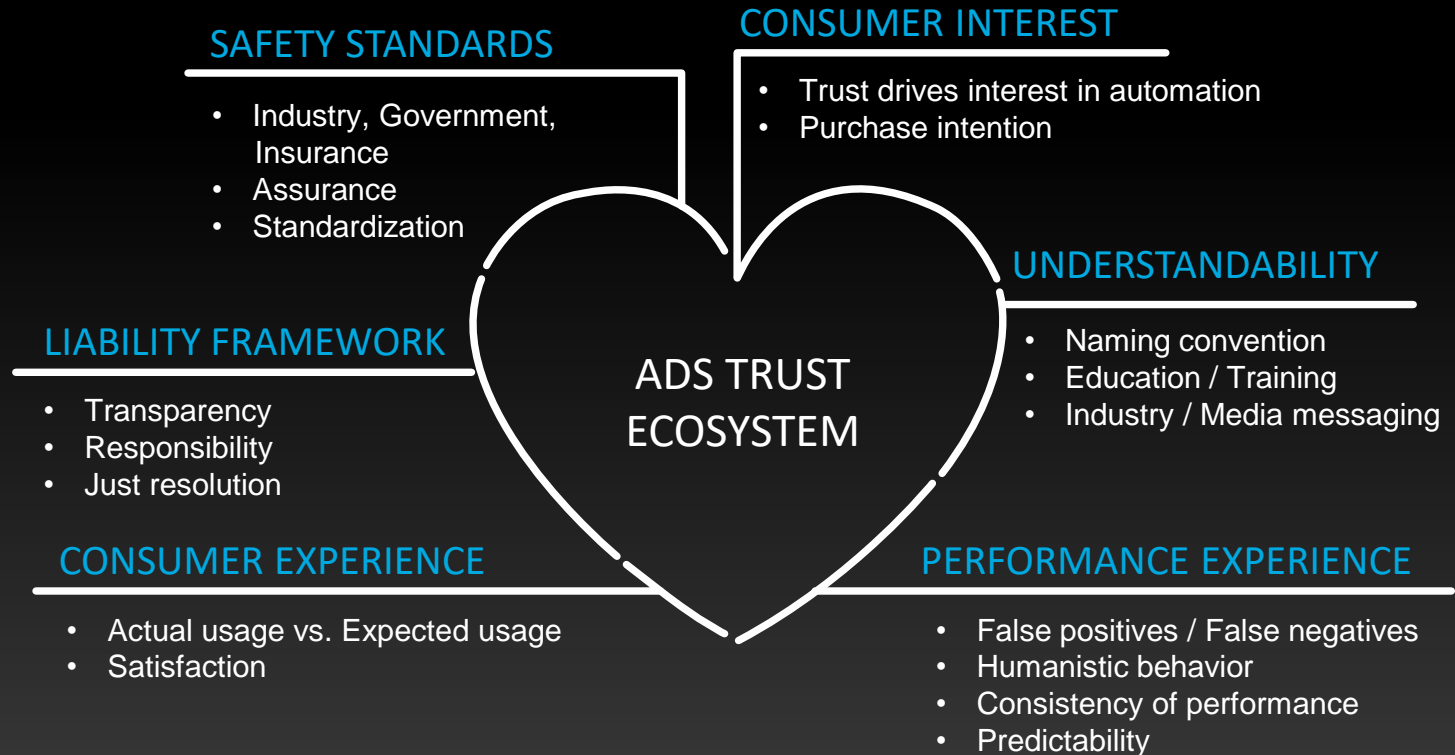 SAFETY STANDARDS
• Industry, Government,
Insurance
• Assurance
• Standardization
CONSUMER INTEREST
• Trust drives interest in automation
• Purchase intention
UNDERSTANDABILITY
• Naming convention
• Education / Training
• Industry / Media messaging
LIABILITY FRAMEWORK
• Transparency
• Responsibility
• Just resolution
ADS TRUST
ECOSYSTEM
CONSUMER EXPERIENCE
• Actual usage vs. Expected usage
• Satisfaction
PERFORMANCE EXPERIENCE
• False positives / False negatives
• Humanistic behavior
• Consistency of performance
• Predictability